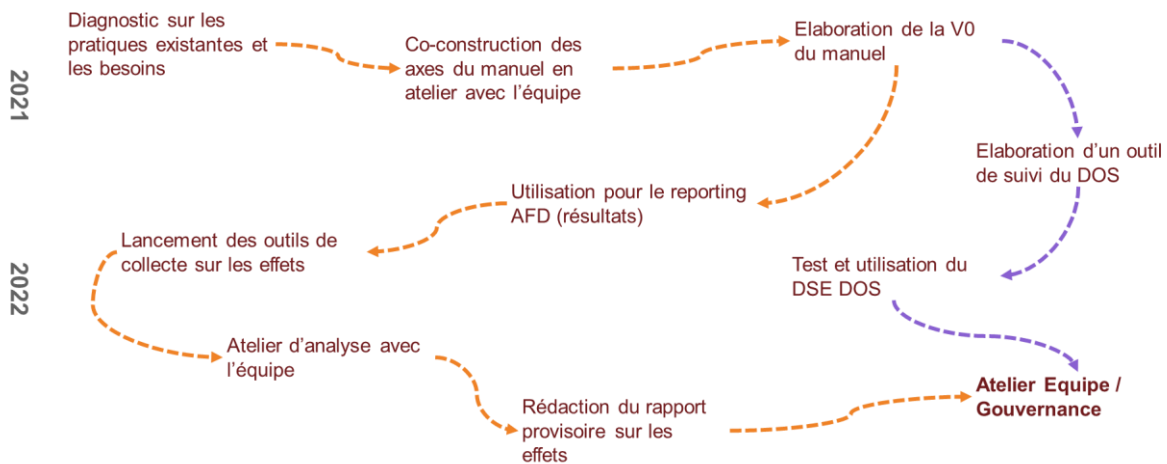 2021
Diagnostic sur les
pratiques existantes et
les besoins
Co-construction des
axes du manuel en
atelier avec l'équipe
Elaboration de la V0
du manuel
Elaboration d'un outil
de suivi du DOS
Utilisation pour le reporting
AFD (résultats)
2022
Lancement des outils de
collecte sur les effets
Test et utilisation du
DSE DOS
Atelier d'analyse avec
l'équipe
Rédaction du rapport
provisoire sur les
effets
Atelier Equipe /
Gouvernance